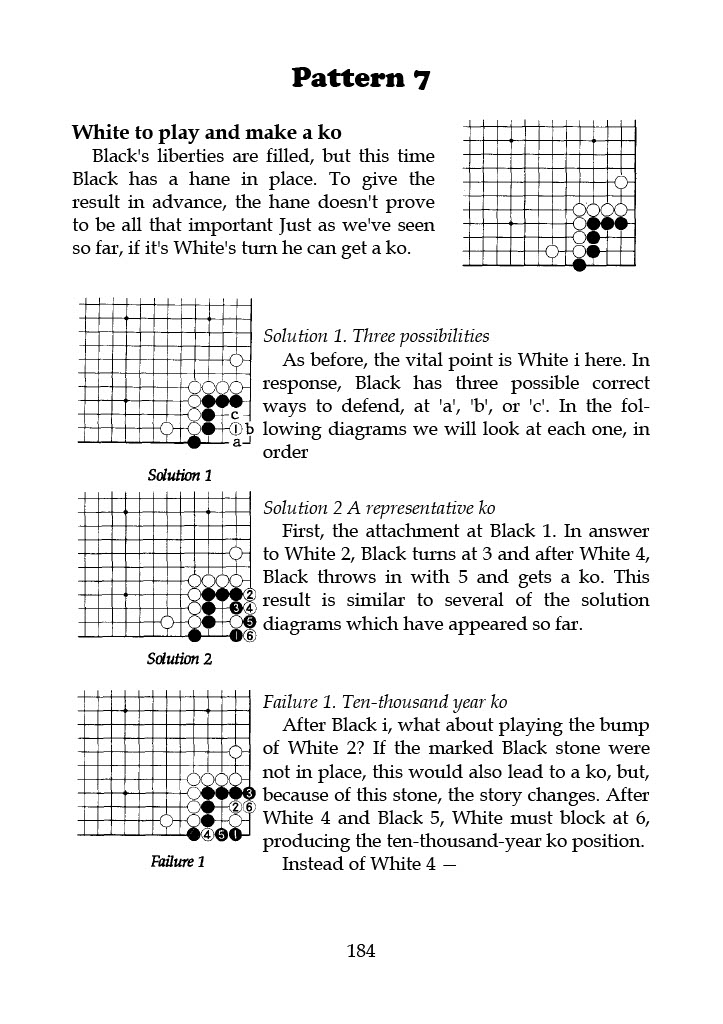 Pattern 7
White to play and make a ko
Black's liberties are filled, but this time
Black has a hane in place. To give the
result in advance, the hane doesn't prove
to be all that important Just as we've seen
so far, if it's White's turn he can get a ko.
c
1 b
a
Solution 1
Solution 1. Three possibilities
As before, the vital point is White i here. In
response, Black has three possible correct
ways to defend, at 'a', 'b', or 'c'. In the fol-
lowing diagrams we will look at each one, in
order
2
3 4
5
1 6
Solution 2
Solution 2 A representative ko
First, the attachment at Black 1. In answer
to White 2, Black turns at 3 and after White 4,
Black throws in with 5 and gets a ko. This
result is similar to several of the solution
diagrams which have appeared so far.
3
2 6
4 5 1
Failure 1
Failure 1. Ten-thousand year ko
After Black i, what about playing the bump
of White 2? If the marked Black stone were
not in place, this would also lead to a ko, but,
because of this stone, the story changes. After
White 4 and Black 5, White must block at 6,
producing the ten-thousand-year ko position.
Instead of White 4 —
184